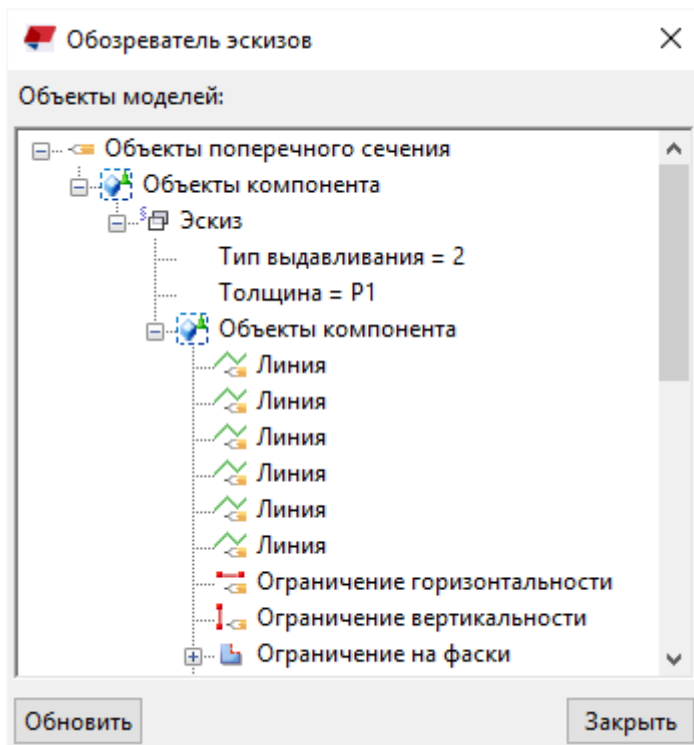 Обозреватель эскизов
Объекты моделей:
Объекты поперечного сечения
Объекты компонента
Эскиз
Тип выдавливания = 2
Толщина = P1
Объекты компонента
Линия
Линия
Линия
Линия
Линия
Линия
Ограничение горизонтальности
Ограничение вертикальности
Ограничение на фаски
Обновить
Закрыть